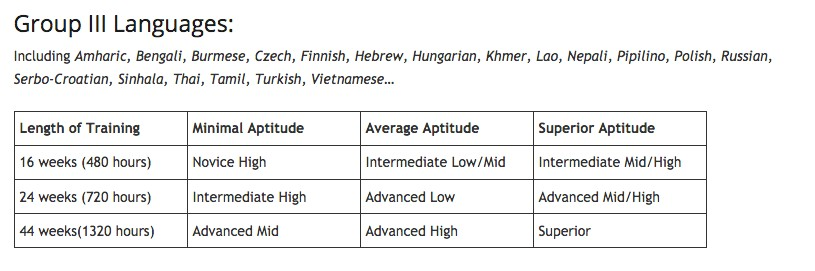 Group III Languages:
Including Amharic, Bengali, Burmese, Czech, Finnish, Hebrew, Hungarian, Khmer, Lao, Nepali, Pipilino, Polish, Russian,
Serbo-Croatian, Sinhala, Thai, Tamil, Turkish, Vietnamese…
Length of Training Minimal Aptitude Average Aptitude Superior Aptitude
16 weeks (480 hours) Novice High Intermediate Low/Mid Intermediate Mid/High
24 weeks (720 hours) Intermediate High Advanced Low Advanced Mid/High
44 weeks(1320 hours) Advanced Mid Advanced High Superior